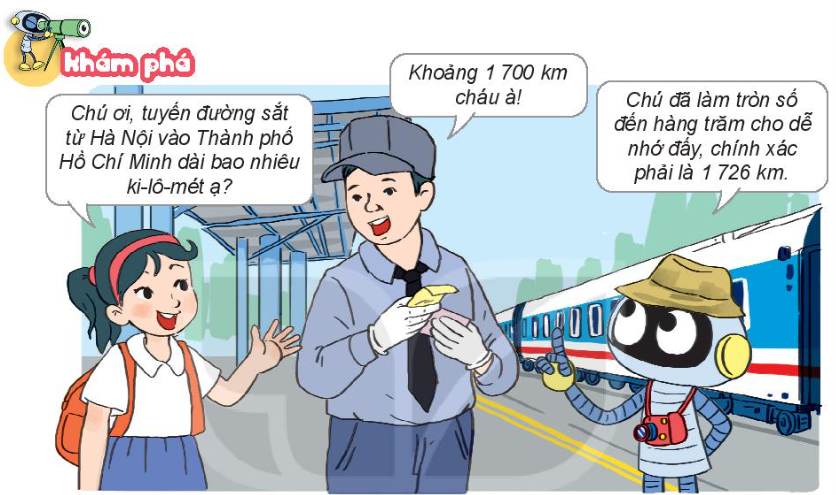 khám phá
Chú ơi, tuyến đường sắt
từ Hà Nội vào Thành phố
Hồ Chí Minh dài bao nhiêu
ki-lô-mét ạ?
Khoảng 1 700 km
cháu à!
Chú đã làm tròn số
đến hàng trăm cho dễ
nhớ đấy, chính xác
phải là 1 726 km.